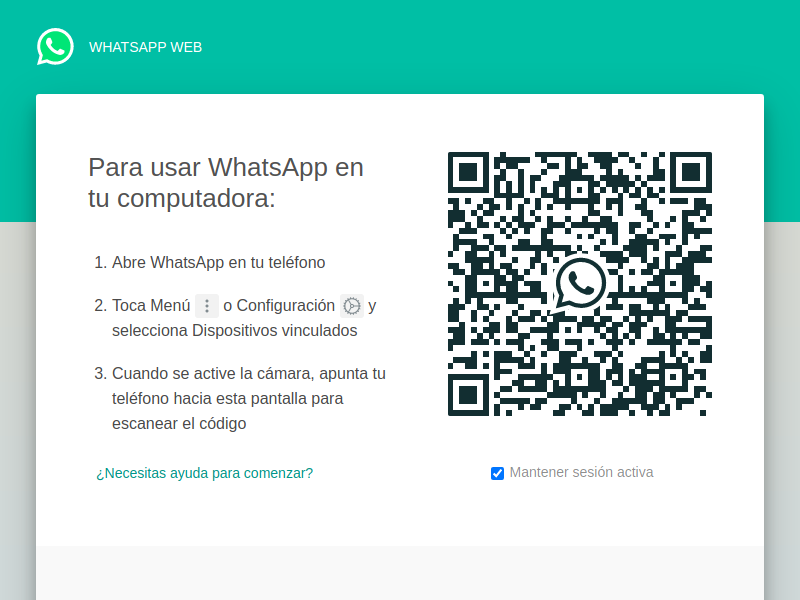 WHATSAPP WEB
Para usar WhatsApp en
tu computadora:
1. Abre WhatsApp en tu teléfono
2. Toca Menú o Configuración y
selecciona Dispositivos vinculados
3. Cuando se active la cámara, apunta tu
teléfono hacia esta pantalla para
escanear el código
¿Necesitas ayuda para comenzar?
Mantener sesión activa